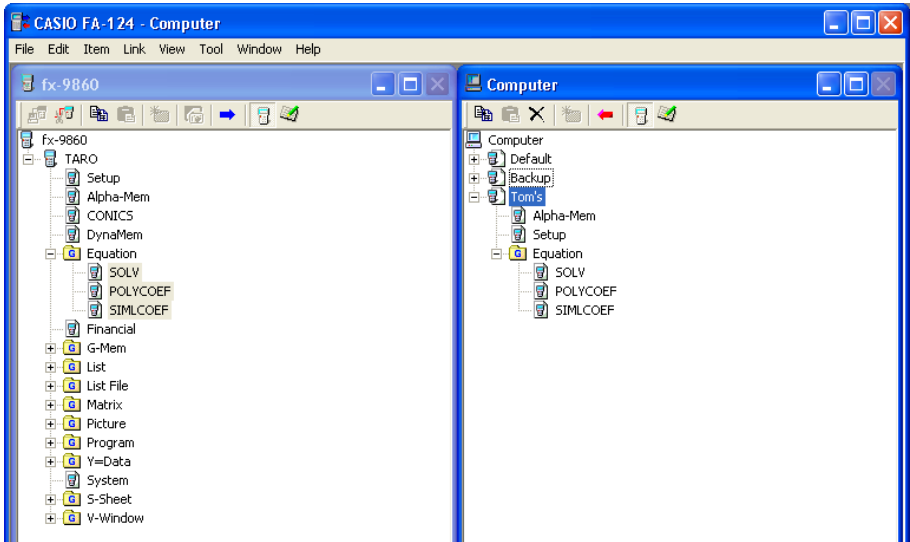 CASIO FA-124 - Computer
File Edit Item Link View Tool Window Help
fx-9860
fx-9860
TARO
Setup
Alpha-Mem
CONICS
DynaMem
G Equation
SOLV
POLYCOEF
SIMLCOEF
Financial
G G-Mem
G List
G List File
G Matrix
G Picture
G Program
G Y=Data
System
G S-Sheet
G V-Window
Computer
Computer
Default
Backup
Tom's
Alpha-Mem
Setup
G Equation
SOLV
POLYCOEF
SIMLCOEF